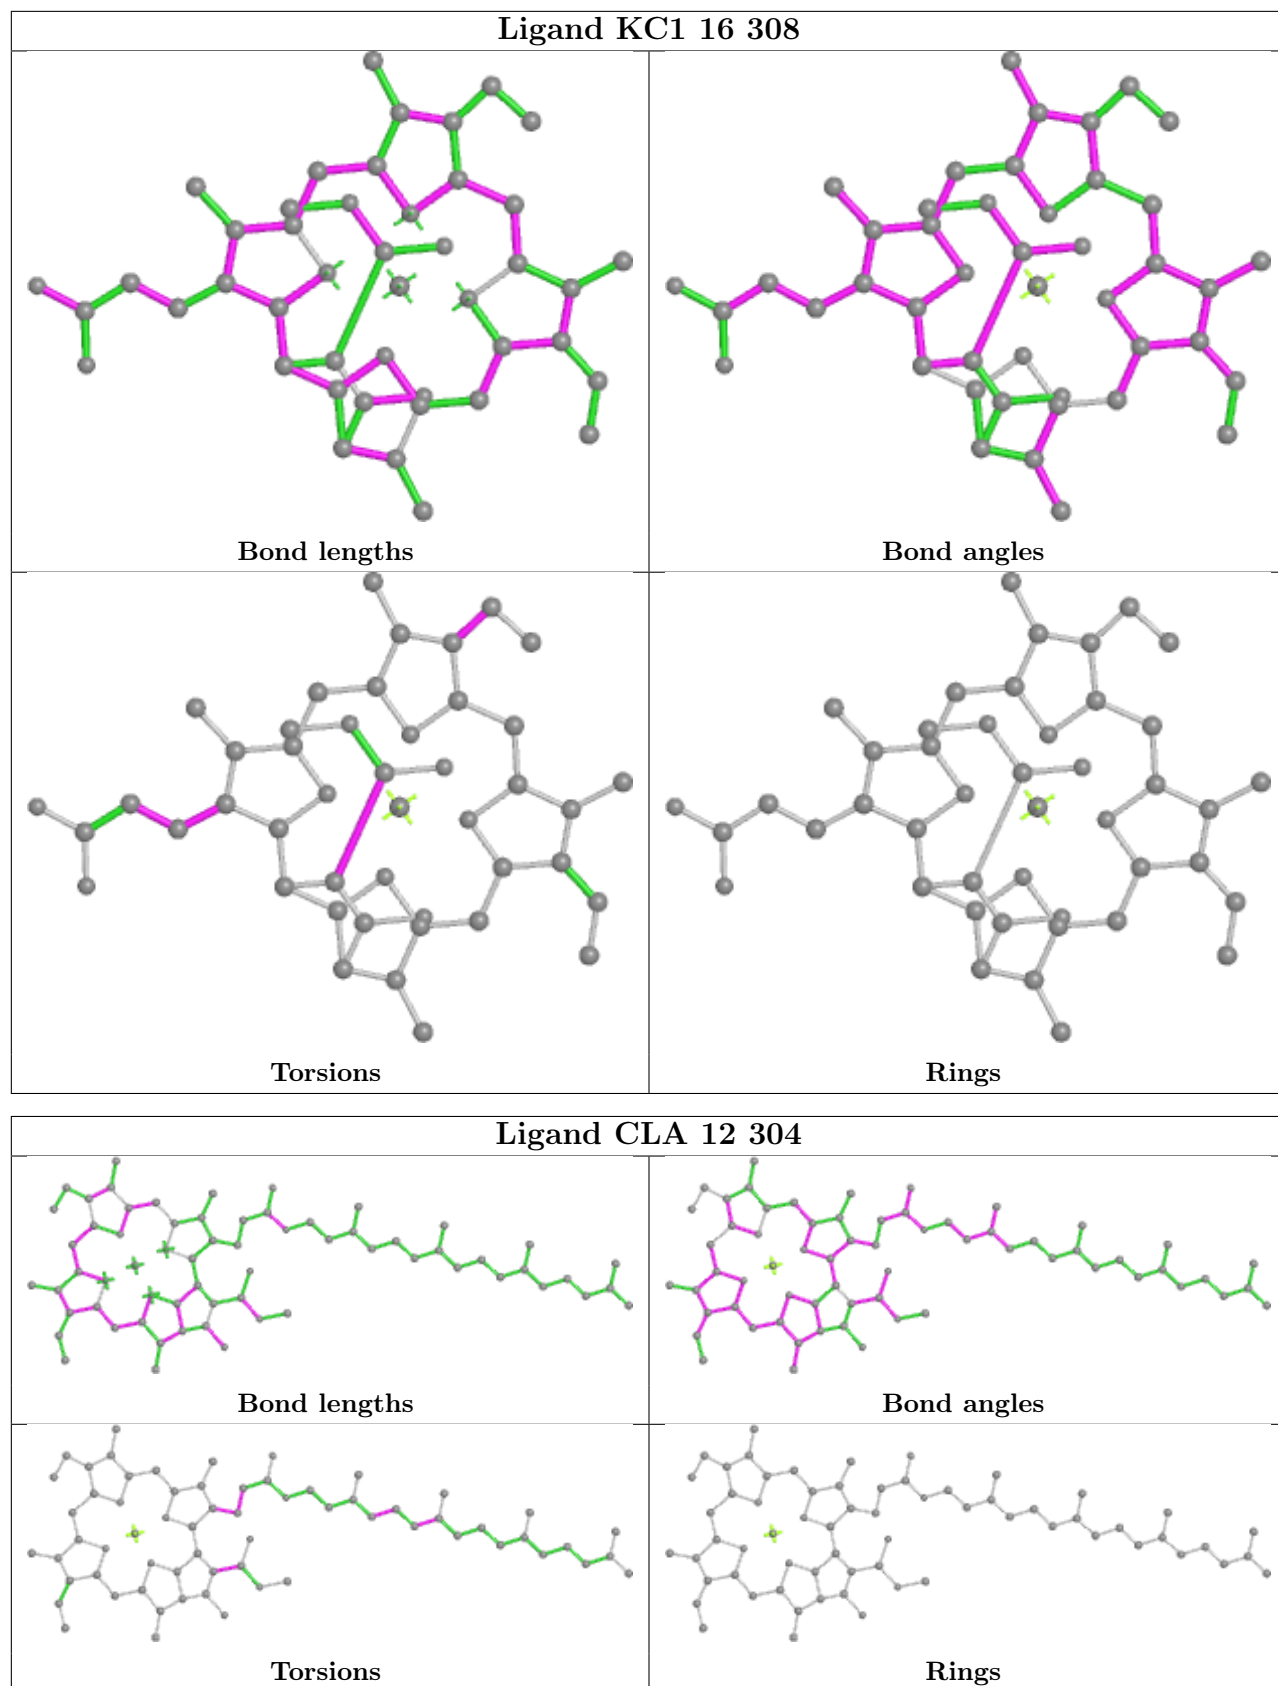 Ligand KC1 16 308
Bond lengths
Bond angles
Torsions
Rings
Ligand CLA 12 304
Bond lengths
Bond angles
Torsions
Rings